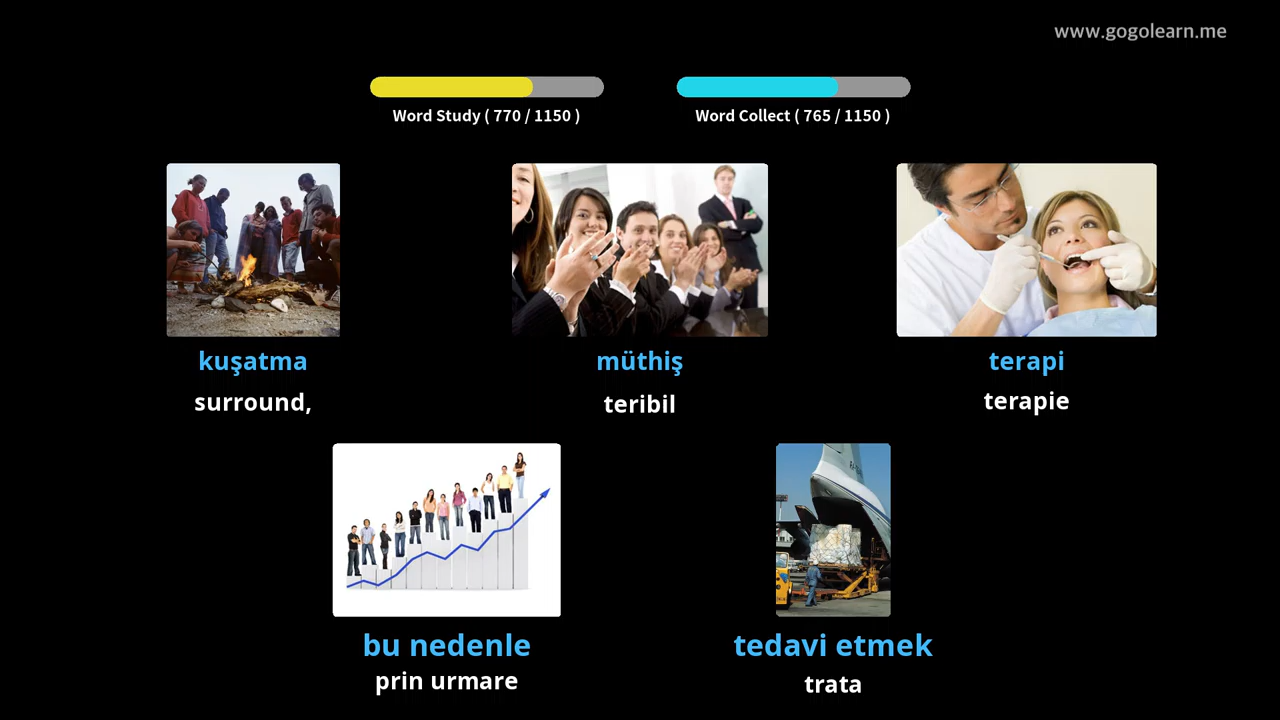 www.gogolearn.me
Word Study ( 770 / 1150 )
Word Collect ( 765 / 1150 )
kuşatma
surround,
müthiş
teribil
terapi
terapie
bu nedenle
prin urmare
tedavi etmek
trata